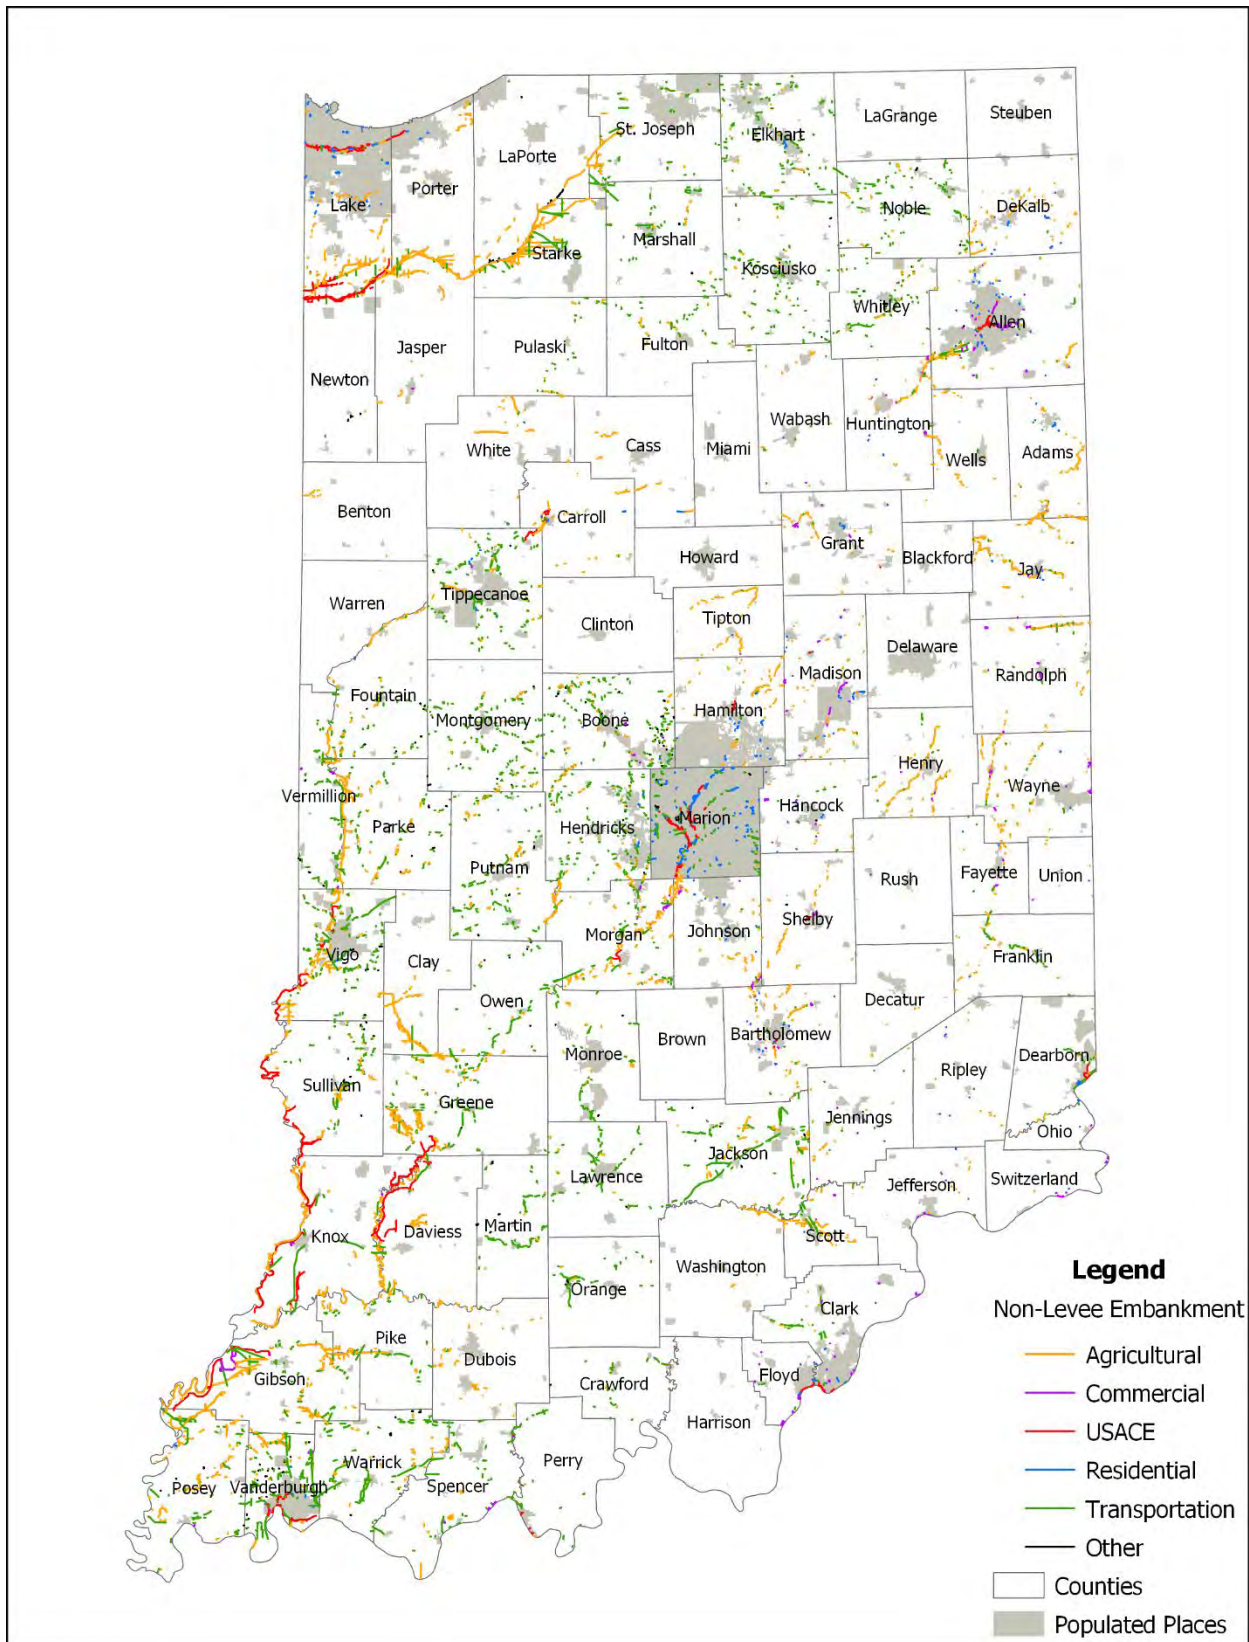 LaGrange
Steuben
St. Joseph
Elkhart
LaPorte
Porter
Lake
Noble
DeKalb
Marshall
Starke
Kosciusko
Whitley
Allen
Jasper
Pulaski
Fulton
Newton
Wabash
Huntington
White
Cass
Miami
Wells
Adams
Benton
Carroll
Grant
Howard
Blackford
Jay
Warren
Tippecanoe
Clinton
Tipton
Delaware
Madison
Randolph
Fountain
Montgomery
Boone
Hamilton
Henry
Wayne
Vermillion
Parke
Hendricks
Marion
Hancock
Putnam
Rush
Fayette
Union
Shelby
Morgan
Johnson
Vigo
Clay
Franklin
Owen
Decatur
Monroe
Brown
Bartholomew
Dearborn
Sullivan
Ripley
Greene
Jennings
Ohio
Jackson
Lawrence
Jefferson
Switzerland
Knox
Daviess
Martin
Scott
Washington
Orange
Clark
Pike
Dubois
Gibson
Crawford
Floyd
Harrison
Perry
Posey
Vanderburgh
Warrick
Spencer
Legend
Non-Levee Embankment
Agricultural
Commercial
USACE
Residential
Transportation
Other
Counties
Populated Places